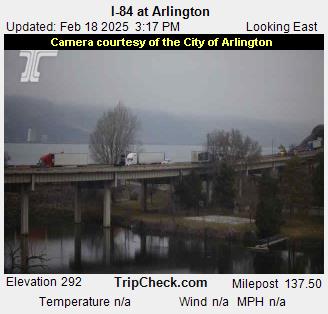 I-84 at Arlington
Updated: Feb 18 2025 3:17 PM Looking East
Camera courtesy of the City of Arlington
Elevation 292 TripCheck.com Milepost 137.50
Temperature n/a Wind n/a MPH n/a